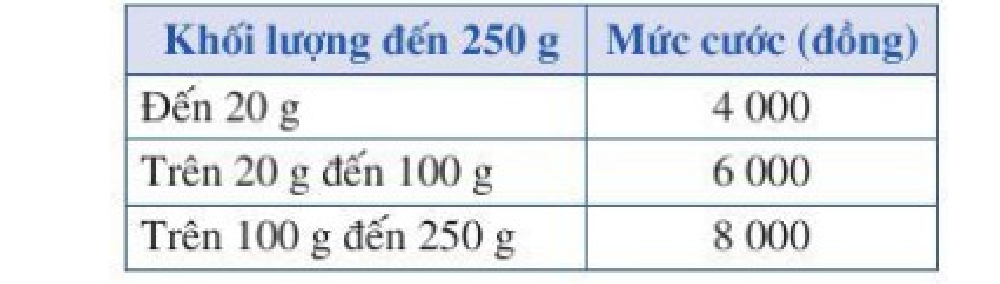 Khối lượng đến 250 g Mức cước (đồng)
Đến 20 g 4 000
Trên 20 g đến 100 g 6 000
Trên 100 g đến 250 g 8 000